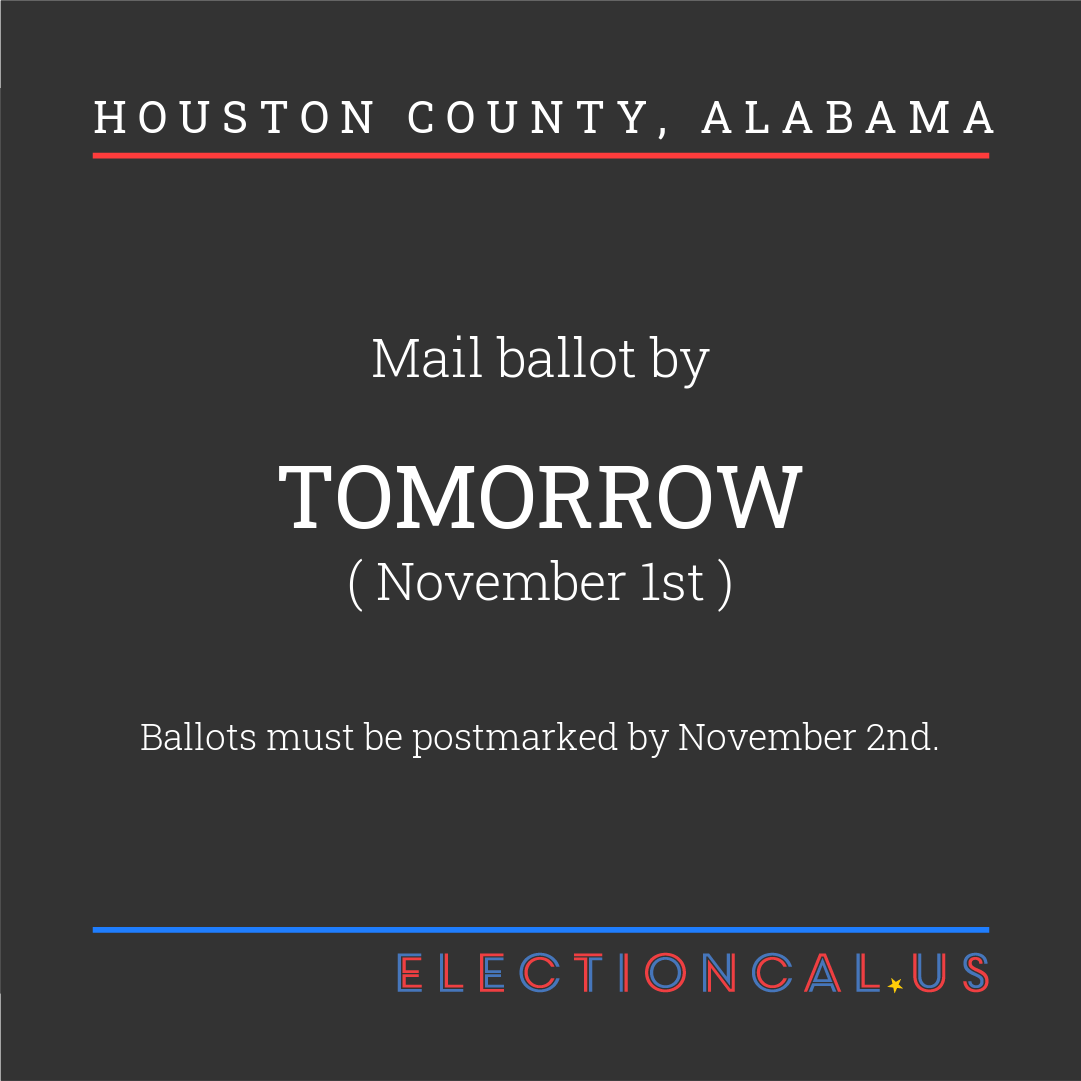 HOUSTON COUNTY, ALABAMA
Mail ballot by
TOMORROW
( November 1st )
Ballots must be postmarked by November 2nd.
ELECTIONCAL.US